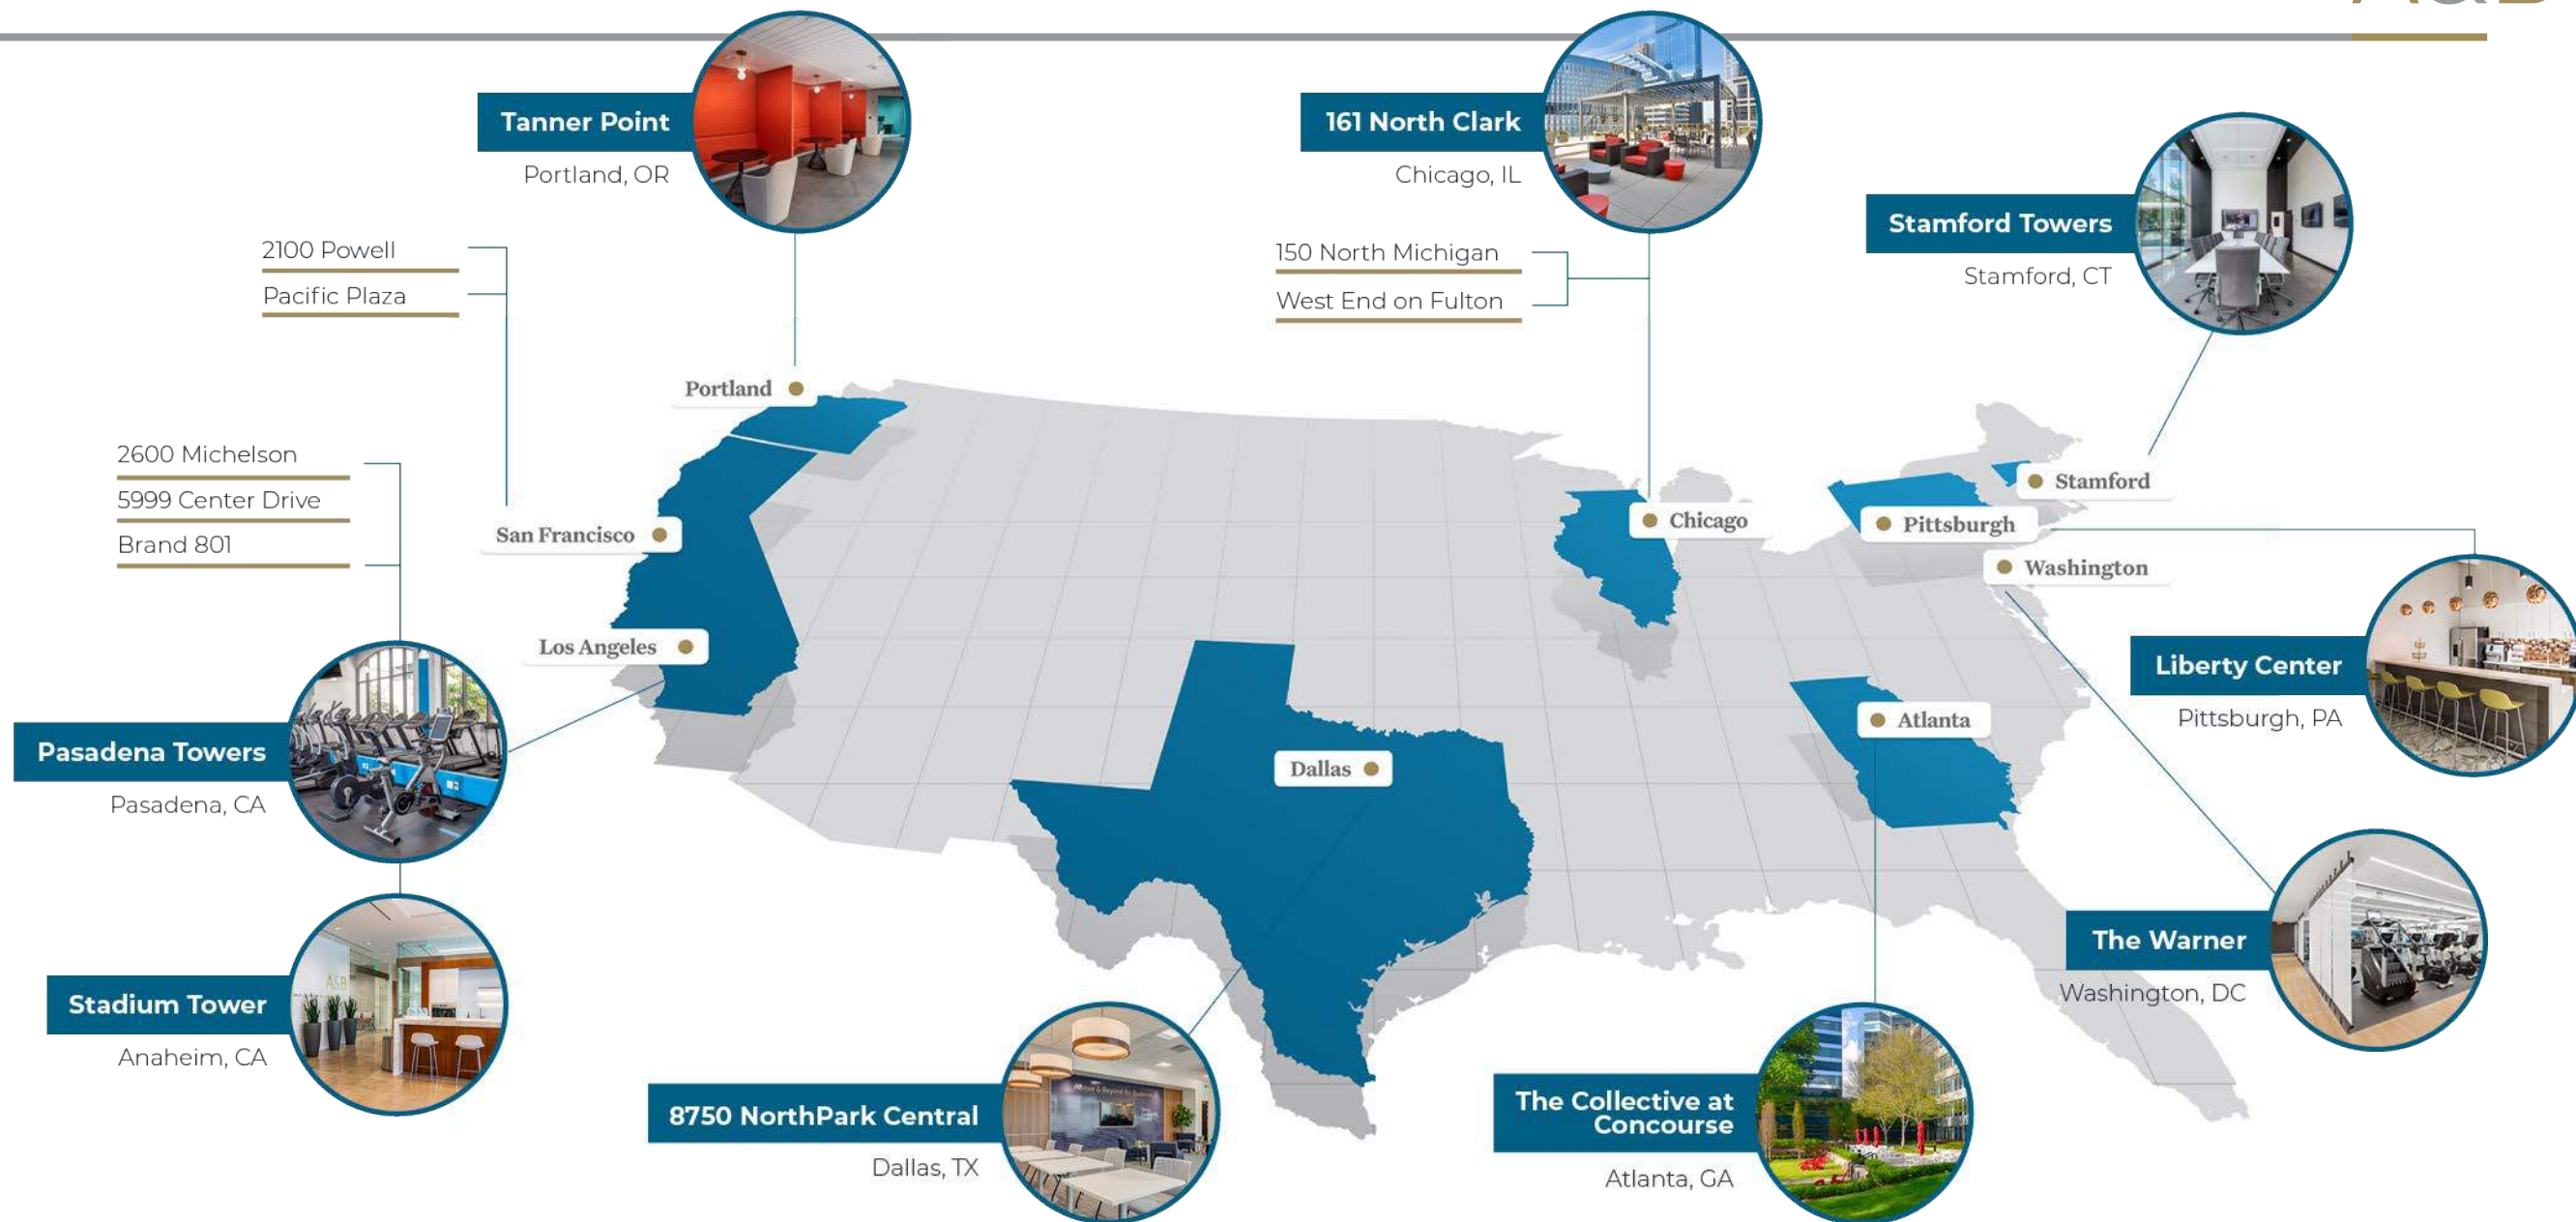 A&B
Tanner Point
Portland, OR
161 North Clark
Chicago, IL
Stamford Towers
Stamford, CT
2100 Powell
Pacific Plaza
150 North Michigan
West End on Fulton
2600 Michelson
5999 Center Drive
Brand 801
Portland
San Francisco
Los Angeles
Chicago
Stamford
Pittsburgh
Washington
Dallas
Atlanta
Pasadena Towers
Pasadena, CA
Liberty Center
Pittsburgh, PA
Stadium Tower
Anaheim, CA
A&B
The Warner
Washington, DC
8750 NorthPark Central
Dallas, TX
The Collective at
Concourse
Atlanta, GA